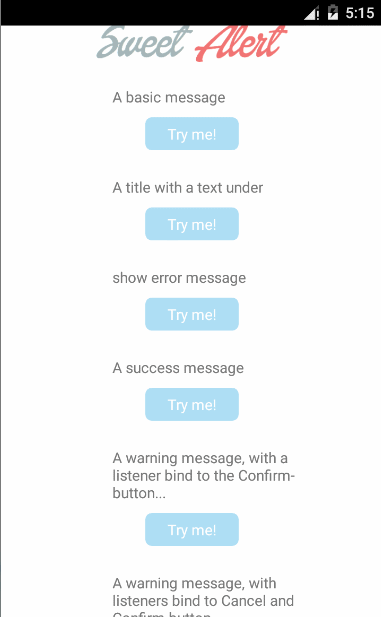 5:15
Sweet Alert
A basic message
Try me!
A title with a text under
Try me!
show error message
Try me!
A success message
Try me!
A warning message, with a
listener bind to the Confirm-
button...
Try me!
A warning message, with
listeners bind to Cancel and
Confirm-button